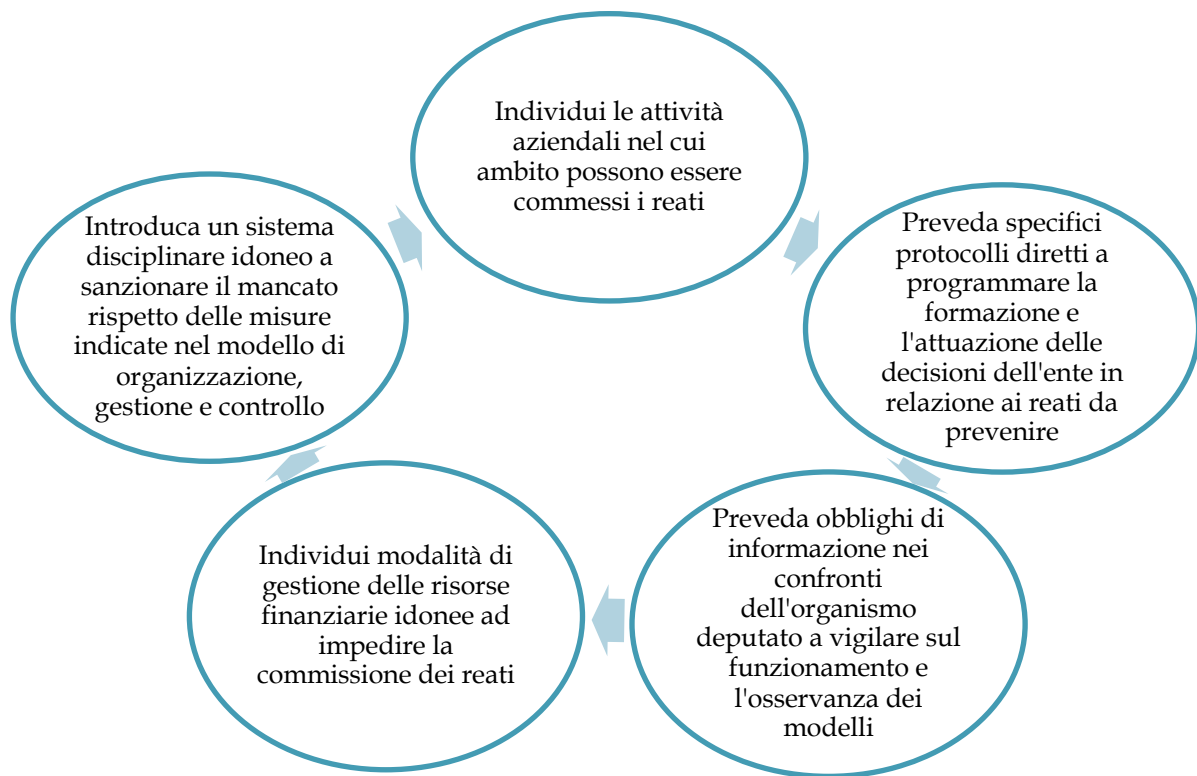 Individui le attività
aziendali nel cui
ambito possono essere
commessi i reati
Preveda specifici
protocolli diretti a
programmare la
formazione e
l'attuazione delle
decisioni dell'ente in
relazione ai reati da
prevenire
Preveda obblighi di
informazione nei
confronti
dell'organismo
deputato a vigilare sul
funzionamento e
l'osservanza dei
modelli
Individui modalità di
gestione delle risorse
finanziarie idonee ad
impedire la
commissione dei reati
Introduca un sistema
disciplinare idoneo a
sanzionare il mancato
rispetto delle misure
indicate nel modello di
organizzazione,
gestione e controllo